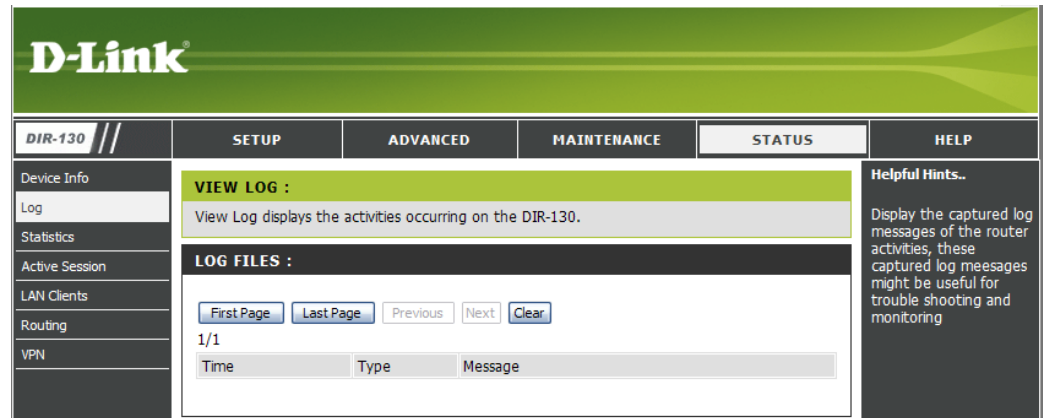 D-Link®
DIR-130
SETUP
ADVANCED
MAINTENANCE
STATUS
HELP
Device Info
Log
Statistics
Active Session
LAN Clients
Routing
VPN
VIEW LOG :
View Log displays the activities occurring on the DIR-130.
LOG FILES :
First Page Last Page Previous Next Clear
1/1
Time Type Message
Helpful Hints..
Display the captured log
messages of the router
activities, these
captured log meesages
might be useful for
trouble shooting and
monitoring